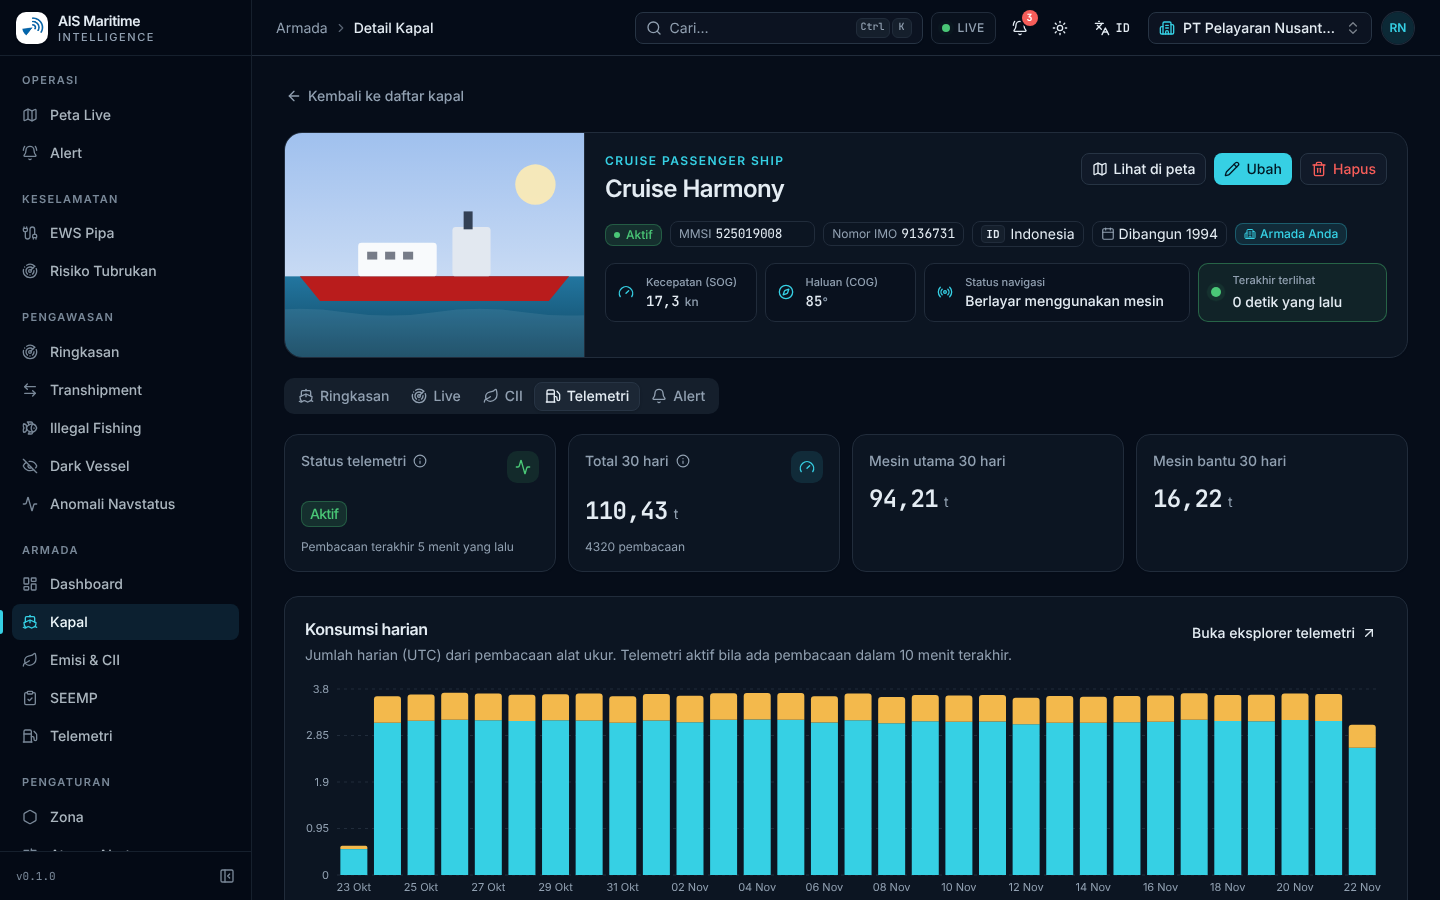 AIS Maritime
INTELLIGENCE
OPERASI
Peta Live
Alert
KESELAMATAN
EWS Pipa
Risiko Tubrukan
PENGAWASAN
Ringkasan
Transhipment
Illegal Fishing
Dark Vessel
Anomali Navstatus
ARMADA
Dashboard
Kapal
Emisi & CII
SEEMP
Telemetri
PENGATURAN
Zona
v0.1.0
Armada > Detail Kapal
Cari... Ctrl K
LIVE
3
ID
PT Pelayaran Nusant...
RN
Kembali ke daftar kapal
CRUISE PASSENGER SHIP
Cruise Harmony
Lihat di peta
Ubah
Hapus
Aktif
MMSI 525019008
Nomor IMO 9136731
ID Indonesia
Dibangun 1994
Armada Anda
Kecepatan (SOG)
17,3 kn
Haluan (COG)
85°
Status navigasi
Berlayar menggunakan mesin
Terakhir terlihat
0 detik yang lalu
Ringkasan
Live
CII
Telemetri
Alert
Status telemetri
Aktif
Pembacaan terakhir 5 menit yang lalu
Total 30 hari
110,43 t
4320 pembacaan
Mesin utama 30 hari
94,21 t
Mesin bantu 30 hari
16,22 t
Konsumsi harian
Jumlah harian (UTC) dari pembacaan alat ukur. Telemetri aktif bila ada pembacaan dalam 10 menit terakhir.
Buka eksplorer telemetri
3.8
2.85
1.9
0.95
0
23 Okt 25 Okt 27 Okt 29 Okt 31 Okt 02 Nov 04 Nov 06 Nov 08 Nov 10 Nov 12 Nov 14 Nov 16 Nov 18 Nov 20 Nov 22 Nov